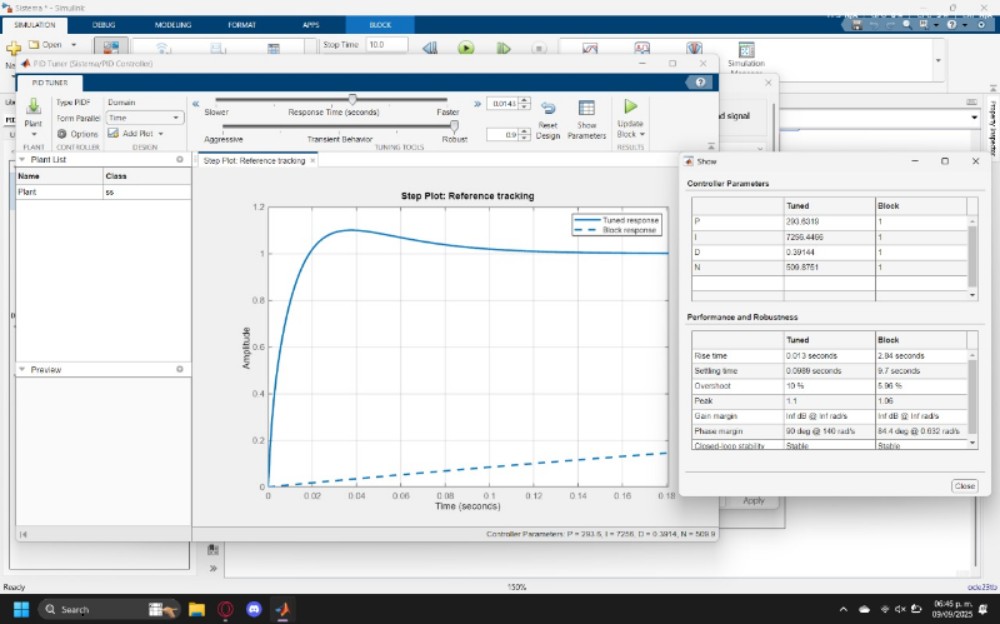 Sistema * - Simulink
SIMULATION DEBUG MODELING FORMAT APPS BLOCK
Open Stop Time 10.0
Simulation
PID Tuner (Sistema/PID Controller)
PID TUNER
Plant Type PIDF Domain
Form Parallel Time
Options Add Plot
Slower Response Time (seconds) Faster 0.0143
Aggressive Transient Behavior Robust 0.9
Reset Design Show Parameters Update Block
PLANT CONTROLLER DESIGN TUNING TOOLS RESULTS
Plant List
Name Class
Plant ss
Preview
Step Plot: Reference tracking
Step Plot: Reference tracking
Tuned response
Block response
Amplitude
1.2
1
0.8
0.6
0.4
0.2
0
0 0.02 0.04 0.06 0.08 0.1 0.12 0.14 0.16 0.18
Time (seconds)
Controller Parameters: P = 293.6, I = 7256, D = 0.3914, N = 509.9
signal
Property Inspector
Show
Controller Parameters
Tuned Block
P 293.6319 1
I 7256.4466 1
D 0.39144 1
N 509.8751 1
Performance and Robustness
Tuned Block
Rise time 0.013 seconds 2.84 seconds
Settling time 0.0989 seconds 9.7 seconds
Overshoot 10 % 5.96 %
Peak 1.1 1.06
Gain margin Inf dB @ Inf rad/s Inf dB @ Inf rad/s
Phase margin 90 deg @ 140 rad/s 84.4 deg @ 0.632 rad/s
Closed-loop stability Stable Stable
Close
Apply
Ready 150% ode23tb
Search
06:45 p. m.
09/09/2025